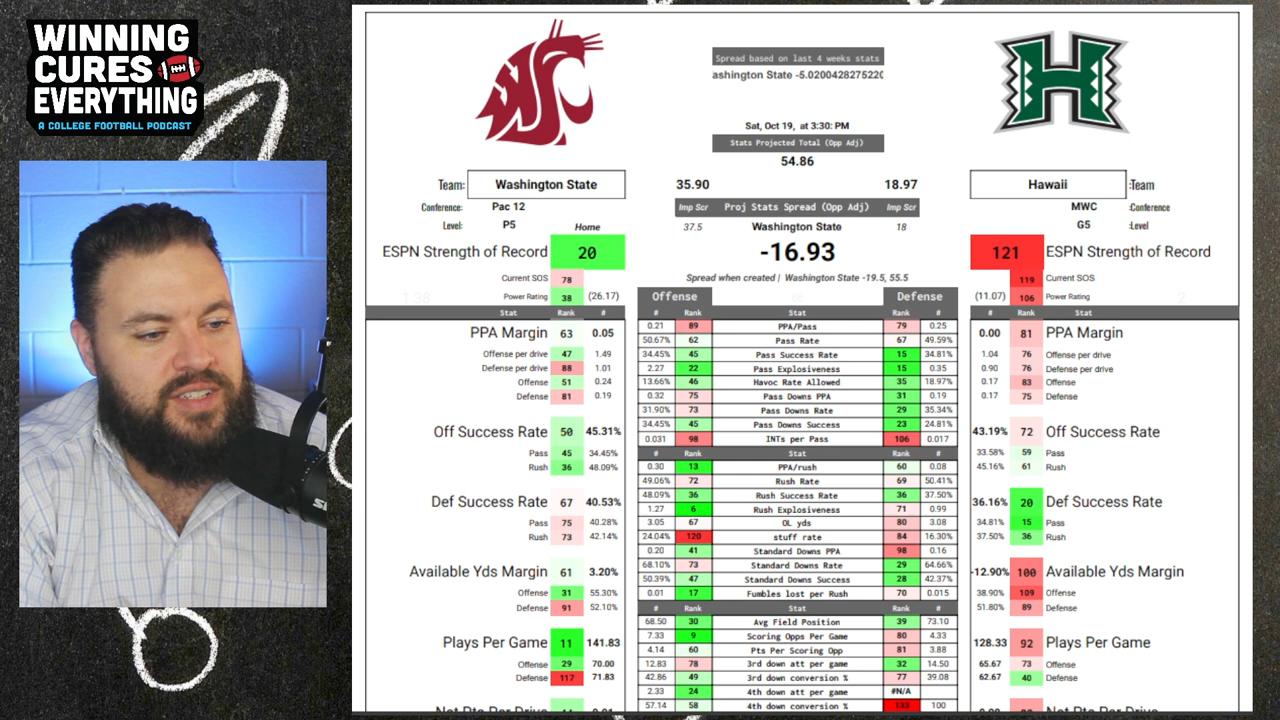 WINNING
CURES
EVERYTHING
A COLLEGE FOOTBALL PODCAST
Spread based on last 4 weeks stats
ashington State -5.0200428275220
Sat, Oct 19, at 3:30: PM
Stats Projected Total (Opp Adj)
54.86
Team: Washington State 35.90 18.97 Hawaii :Team
Conference: Pac 12 Imp Scr Proj Stats Spread (Opp Adj) Imp Scr MWC :Conference
Level: P5 Home 37.5 Washington State 18 G5 :Level
ESPN Strength of Record 20 -16.93 121 ESPN Strength of Record
Current SOS 78 Spread when created | Washington State -19.5, 55.5 119 Current SOS
Power Rating 38 (26.17) Offense Defense (11.07) 106 Power Rating
Stat Rank # # Rank Stat Rank # # Rank Stat
PPA Margin 63 0.05 0.00 81 PPA Margin
Offense per drive 47 1.49 1.04 76 Offense per drive
Defense per drive 88 1.01 0.90 76 Defense per drive
Offense 51 0.24 0.17 83 Offense
Defense 81 0.19 0.17 75 Defense
Off Success Rate 50 45.31% 43.19% 72 Off Success Rate
Pass 45 34.45% 33.58% 59 Pass
Rush 36 48.09% 45.16% 61 Rush
Def Success Rate 67 40.53% 36.16% 20 Def Success Rate
Pass 75 40.28% 34.81% 15 Pass
Rush 73 42.14% 37.50% 36 Rush
Available Yds Margin 61 3.20% -12.90% 100 Available Yds Margin
Offense 31 55.30% 38.90% 109 Offense
Defense 91 52.10% 51.80% 89 Defense
Plays Per Game 11 141.83 128.33 92 Plays Per Game
Offense 29 70.00 65.67 73 Offense
Defense 117 71.83 62.67 40 Defense
0.21 89 PPA/Pass 79 0.25
50.67% 62 Pass Rate 67 49.59%
34.45% 45 Pass Success Rate 15 34.81%
2.27 22 Pass Explosiveness 15 0.35
13.66% 46 Havoc Rate Allowed 35 18.97%
0.32 75 Pass Downs PPA 31 0.19
31.90% 73 Pass Downs Rate 29 35.34%
34.45% 45 Pass Downs Success 23 24.81%
0.031 98 INTs per Pass 106 0.017
# Rank Stat Rank #
0.30 13 PPA/rush 60 0.08
49.06% 72 Rush Rate 69 50.41%
48.09% 36 Rush Success Rate 36 37.50%
1.27 6 Rush Explosiveness 71 0.99
3.05 67 OL yds 80 3.08
24.04% 120 stuff rate 84 16.30%
0.20 41 Standard Downs PPA 98 0.16
68.10% 73 Standard Downs Rate 29 64.66%
50.39% 47 Standard Downs Success 28 42.37%
0.01 17 Fumbles lost per Rush 70 0.015
# Rank Stat Rank #
68.50 30 Avg Field Position 39 73.10
7.33 9 Scoring Opps Per Game 80 4.33
4.14 60 Pts Per Scoring Opp 81 3.88
12.83 78 3rd down att per game 32 14.50
42.86 49 3rd down conversion % 77 39.08
2.33 24 4th down att per game #N/A
57.14 58 4th down conversion % 133 100